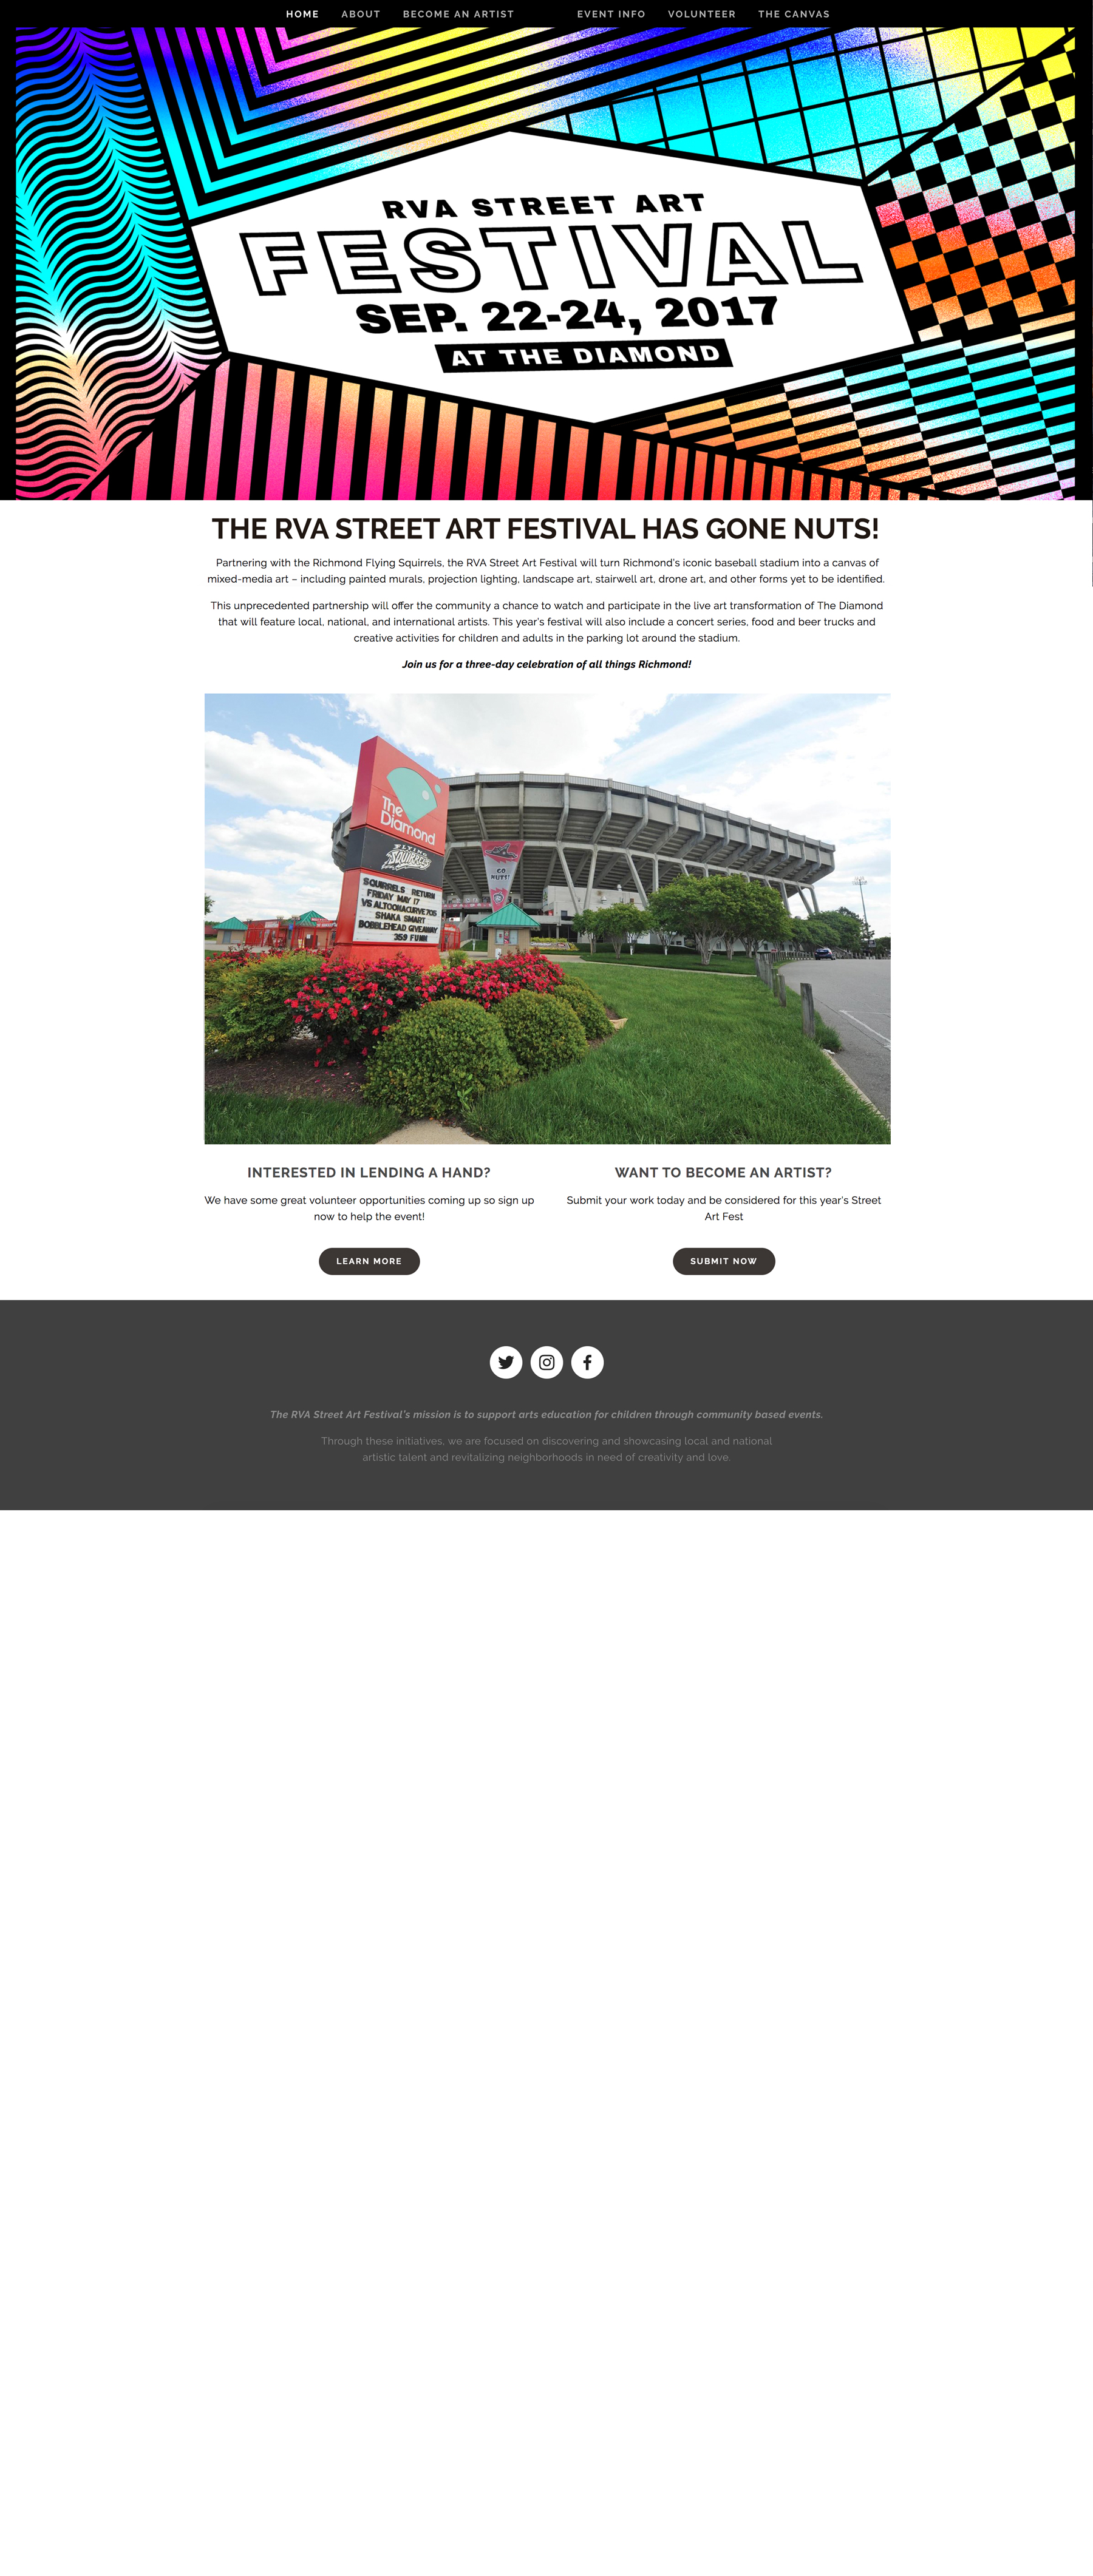 HOME ABOUT BECOME AN ARTIST EVENT INFO VOLUNTEER THE CANVAS
RVA STREET ART
FESTIVAL
SEP. 22-24, 2017
AT THE DIAMOND
THE RVA STREET ART FESTIVAL HAS GONE NUTS!
Partnering with the Richmond Flying Squirrels, the RVA Street Art Festival will turn Richmond's iconic baseball stadium into a canvas of
mixed-media art – including painted murals, projection lighting, landscape art, stairwell art, drone art, and other forms yet to be identified.
This unprecedented partnership will offer the community a chance to watch and participate in the live art transformation of The Diamond
that will feature local, national, and international artists. This year's festival will also include a concert series, food and beer trucks and
creative activities for children and adults in the parking lot around the stadium.
Join us for a three-day celebration of all things Richmond!
The
Diamond
FLYING
SQUIRRELS
GO
NUTS!
SQUIRRELS RETURN
FRIDAY MAY 17
VS ALTOONACURVE 705
SHAKA SMART
BOBBLEHEAD GIVEAWAY
359 FUNN
INTERESTED IN LENDING A HAND?
We have some great volunteer opportunities coming up so sign up
now to help the event!
LEARN MORE
WANT TO BECOME AN ARTIST?
Submit your work today and be considered for this year's Street
Art Fest
SUBMIT NOW
The RVA Street Art Festival's mission is to support arts education for children through community based events.
Through these initiatives, we are focused on discovering and showcasing local and national
artistic talent and revitalizing neighborhoods in need of creativity and love.